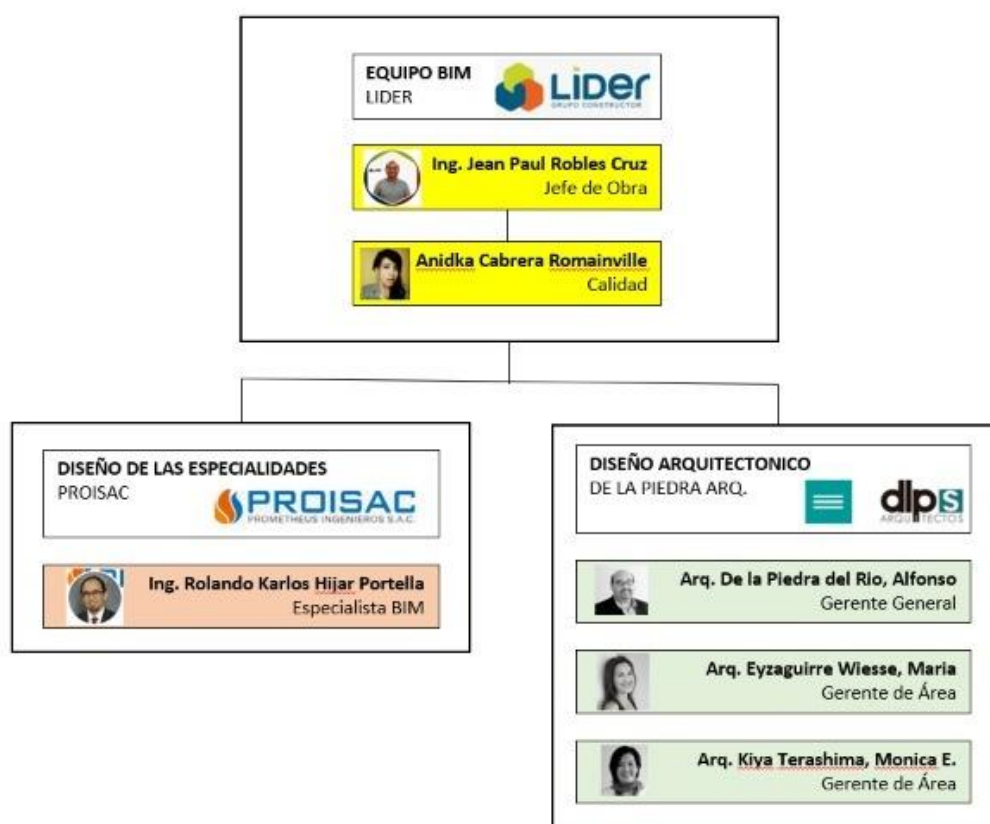 EQUIPO BIM
LIDER
LIDER
GRUPO CONSTRUCTOR
Ing. Jean Paul Robles Cruz
Jefe de Obra
Anidka Cabrera Romainville
Calidad
DISEÑO DE LAS ESPECIALIDADES
PROISAC
PROISAC
PROMETHEUS INGENIEROS S.A.C.
Ing. Rolando Karlos Hijar Portella
Especialista BIM
DISEÑO ARQUITECTONICO
DE LA PIEDRA ARQ.
dlps
ARQUITECTOS
Arq. De la Piedra del Rio, Alfonso
Gerente General
Arq. Eyzaguirre Wiesse, Maria
Gerente de Área
Arq. Kiya Terashima, Monica E.
Gerente de Área